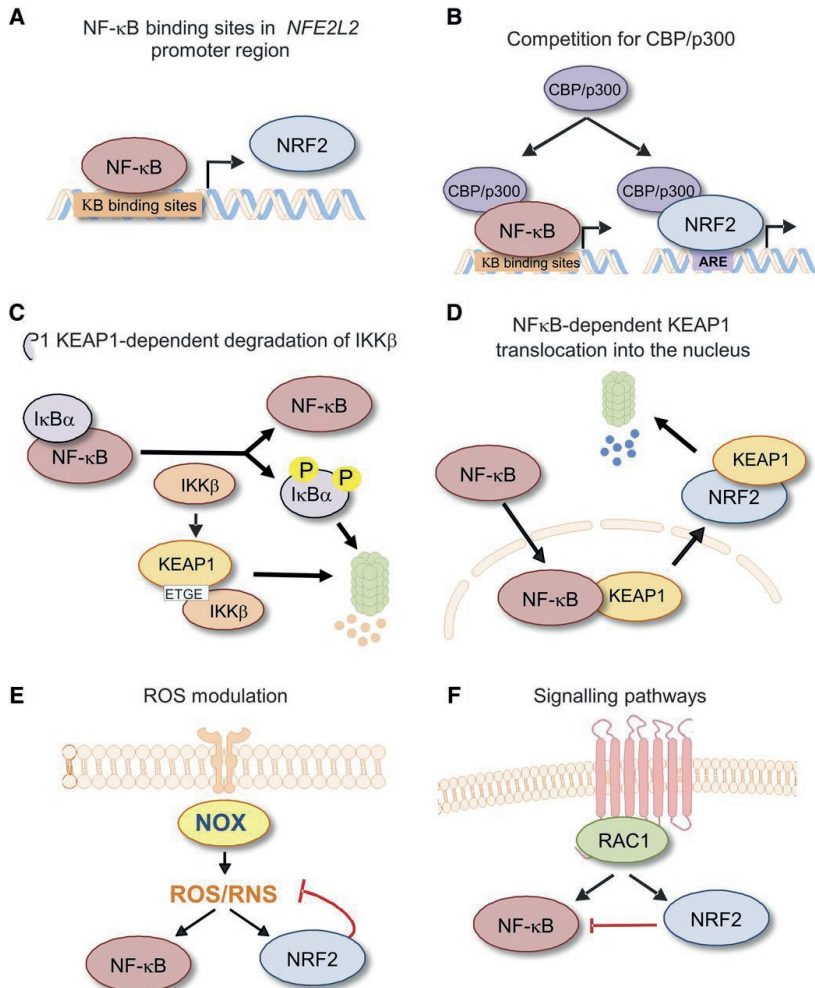 A
NF-κB binding sites in NFE2L2
promoter region
NF-κB
NRF2
KB binding sites
B
Competition for CBP/p300
CBP/p300
CBP/p300
CBP/p300
NF-κB
NRF2
KB binding sites
ARE
C
P1 KEAP1-dependent degradation of IKKβ
IκBα
NF-κB
NF-κB
P
P
IκBα
IKKβ
KEAP1
ETGE
IKKβ
D
NFκB-dependent KEAP1
translocation into the nucleus
NF-κB
KEAP1
NRF2
NF-κB
KEAP1
E
ROS modulation
NOX
ROS/RNS
NF-κB
NRF2
F
Signalling pathways
RAC1
NF-κB
NRF2